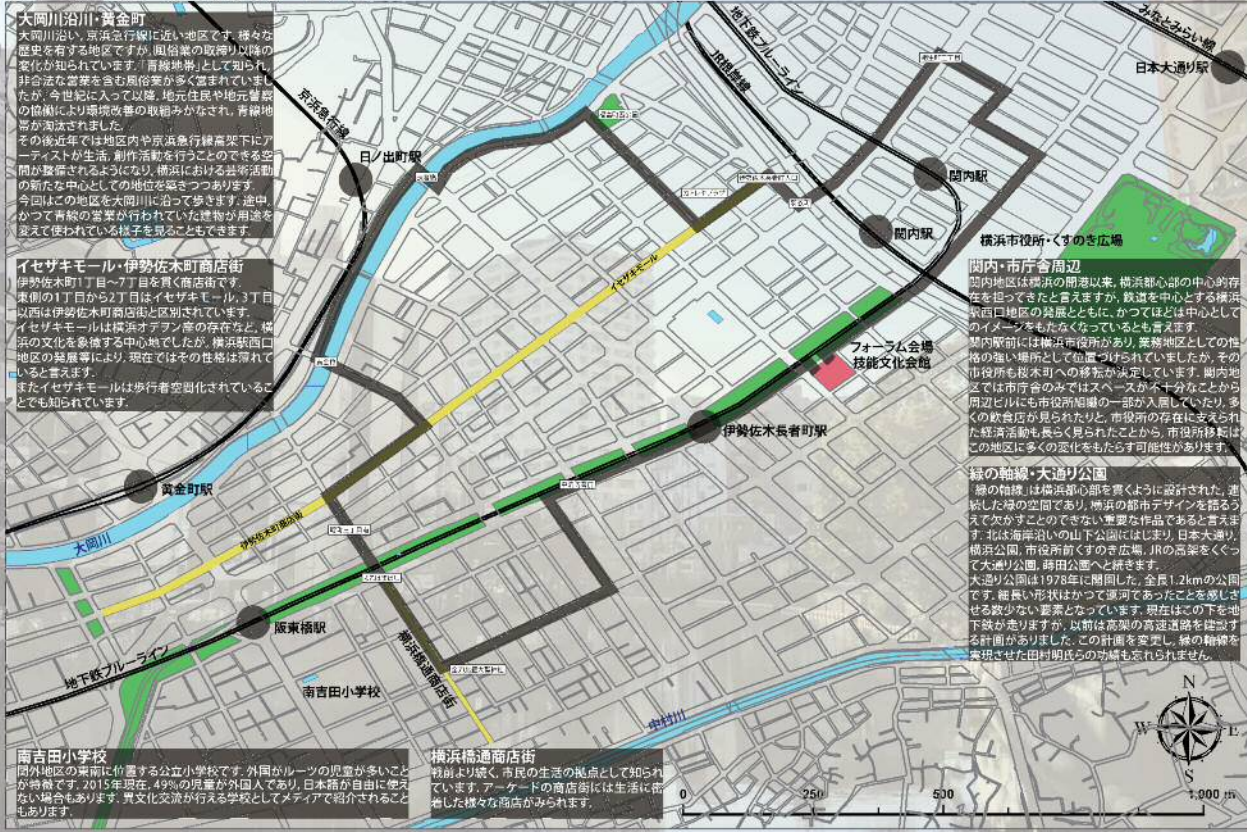 大岡川沿川・黄金町
大岡川沿い,京浜急行線に近い地区です.様々な
歴史を有する地区ですが,風俗業の取締り以降の
変化が知られています.「青線地帯」として知られ,
非合法な営業を含む風俗業が多く営まれていまし
たが,今世紀に入って以降,地元住民や地元警察
の協働により環境改善の取組みがなされ,青線地
帯が淘汰されました.
その後近年では地区内や京浜急行線高架下にア
ーティストが生活,創作活動を行うことのできる空
間が整備されるようになり,横浜における芸術活動
の新たな中心としての地位を築きつつあります.
今回はこの地区を大岡川に沿って歩きます.途中,
かつて青線の営業が行われていた建物が用途を
変えて使われている様子を見ることもできます.
イセザキモール・伊勢佐木町商店街
伊勢佐木町1丁目〜7丁目を貫く商店街です.
東側の1丁目から2丁目はイセザキモール,3丁目
以西は伊勢佐木町商店街と区別されています.
イセザキモールは横浜オデヲン座の存在など,横
浜の文化を象徴する中心地でしたが,横浜駅西口
地区の発展等により,現在ではその性格は薄れて
いると言えます.
またイセザキモールは歩行者空間化されているこ
とでも知られています.
京浜急行線
日ノ出町駅
地下鉄ブルーライン
JR根岸線
みなとみらい線
日本大通り駅
関内駅
関内駅
横浜市役所・くすのき広場
イセザキモール
フォーラム会場
技能文化会館
伊勢佐木長者町駅
黄金町駅
大岡川
伊勢佐木町商店街
阪東橋駅
地下鉄ブルーライン
南吉田小学校
横浜橋通商店街
中村川
関内・市庁舎周辺
関内地区は横浜の開港以来,横浜都心部の中心的存
在を担ってきたと言えますが,鉄道を中心とする横浜
駅西口地区の発展とともに,かつてほどは中心として
のイメージをもたなくなっているとも言えます.
関内駅前には横浜市役所があり,業務地区としての性
格の強い場所として位置づけられていましたが,その
市役所も桜木町への移転が決定しています.関内地
区では市庁舎のみではスペースが不十分なことから
周辺ビルにも市役所組織の一部が入居していたり,多
くの飲食店が見られたりと,市役所の存在に支えられ
た経済活動も長らく見られたことから,市役所移転は
この地区に多くの変化をもたらす可能性があります.
緑の軸線・大通り公園
「緑の軸線」は横浜都心部を貫くように設計された,連
続した緑の空間であり,横浜の都市デザインを語るう
えで欠かすことのできない重要な作品であると言えま
す.北は海岸沿いの山下公園にはじまり,日本大通り,
横浜公園,市役所前くすのき広場,JRの高架をくぐっ
て大通り公園,蒔田公園へと続きます.
大通り公園は1978年に開園した,全長1.2kmの公園
です.細長い形状はかつて運河であったことを感じさ
せる数少ない要素となっています.現在はこの下を地
下鉄が走りますが,以前は高架の高速道路を建設す
る計画がありました.この計画を変更し,緑の軸線を
実現させた田村明氏らの功績も忘れられません.
南吉田小学校
関外地区の東南に位置する公立小学校です.外国がルーツの児童が多いこと
が特徴です.2015年現在,49%の児童が外国人であり,日本語が自由に使え
ない場合もあります.異文化交流が行える学校としてメディアで紹介されること
もあります.
横浜橋通商店街
戦前より続く,市民の生活の拠点として知られ
ています.アーケードの商店街には生活に密
着した様々な商店がみられます.
N
W
E
S
0
250
500
1,000 m